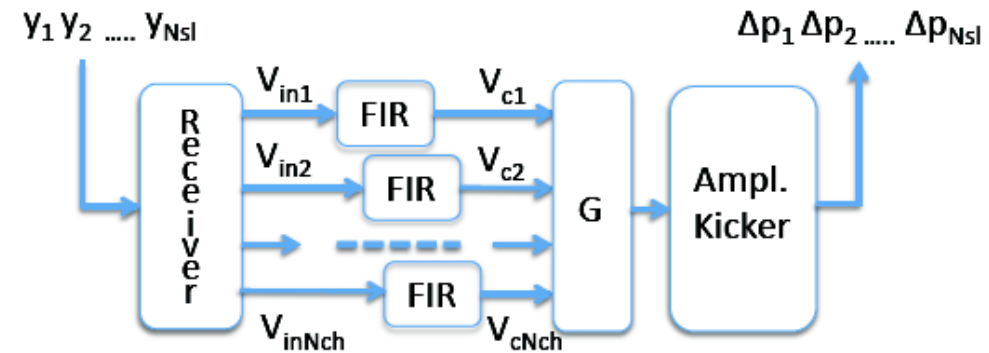 y1 y2 ..... yNsl
Δp1 Δp2 ..... ΔpNsl
Receiver
Vin1
FIR
Vc1
Vin2
FIR
Vc2
G
Ampl.
Kicker
FIR
VinNch
VcNch